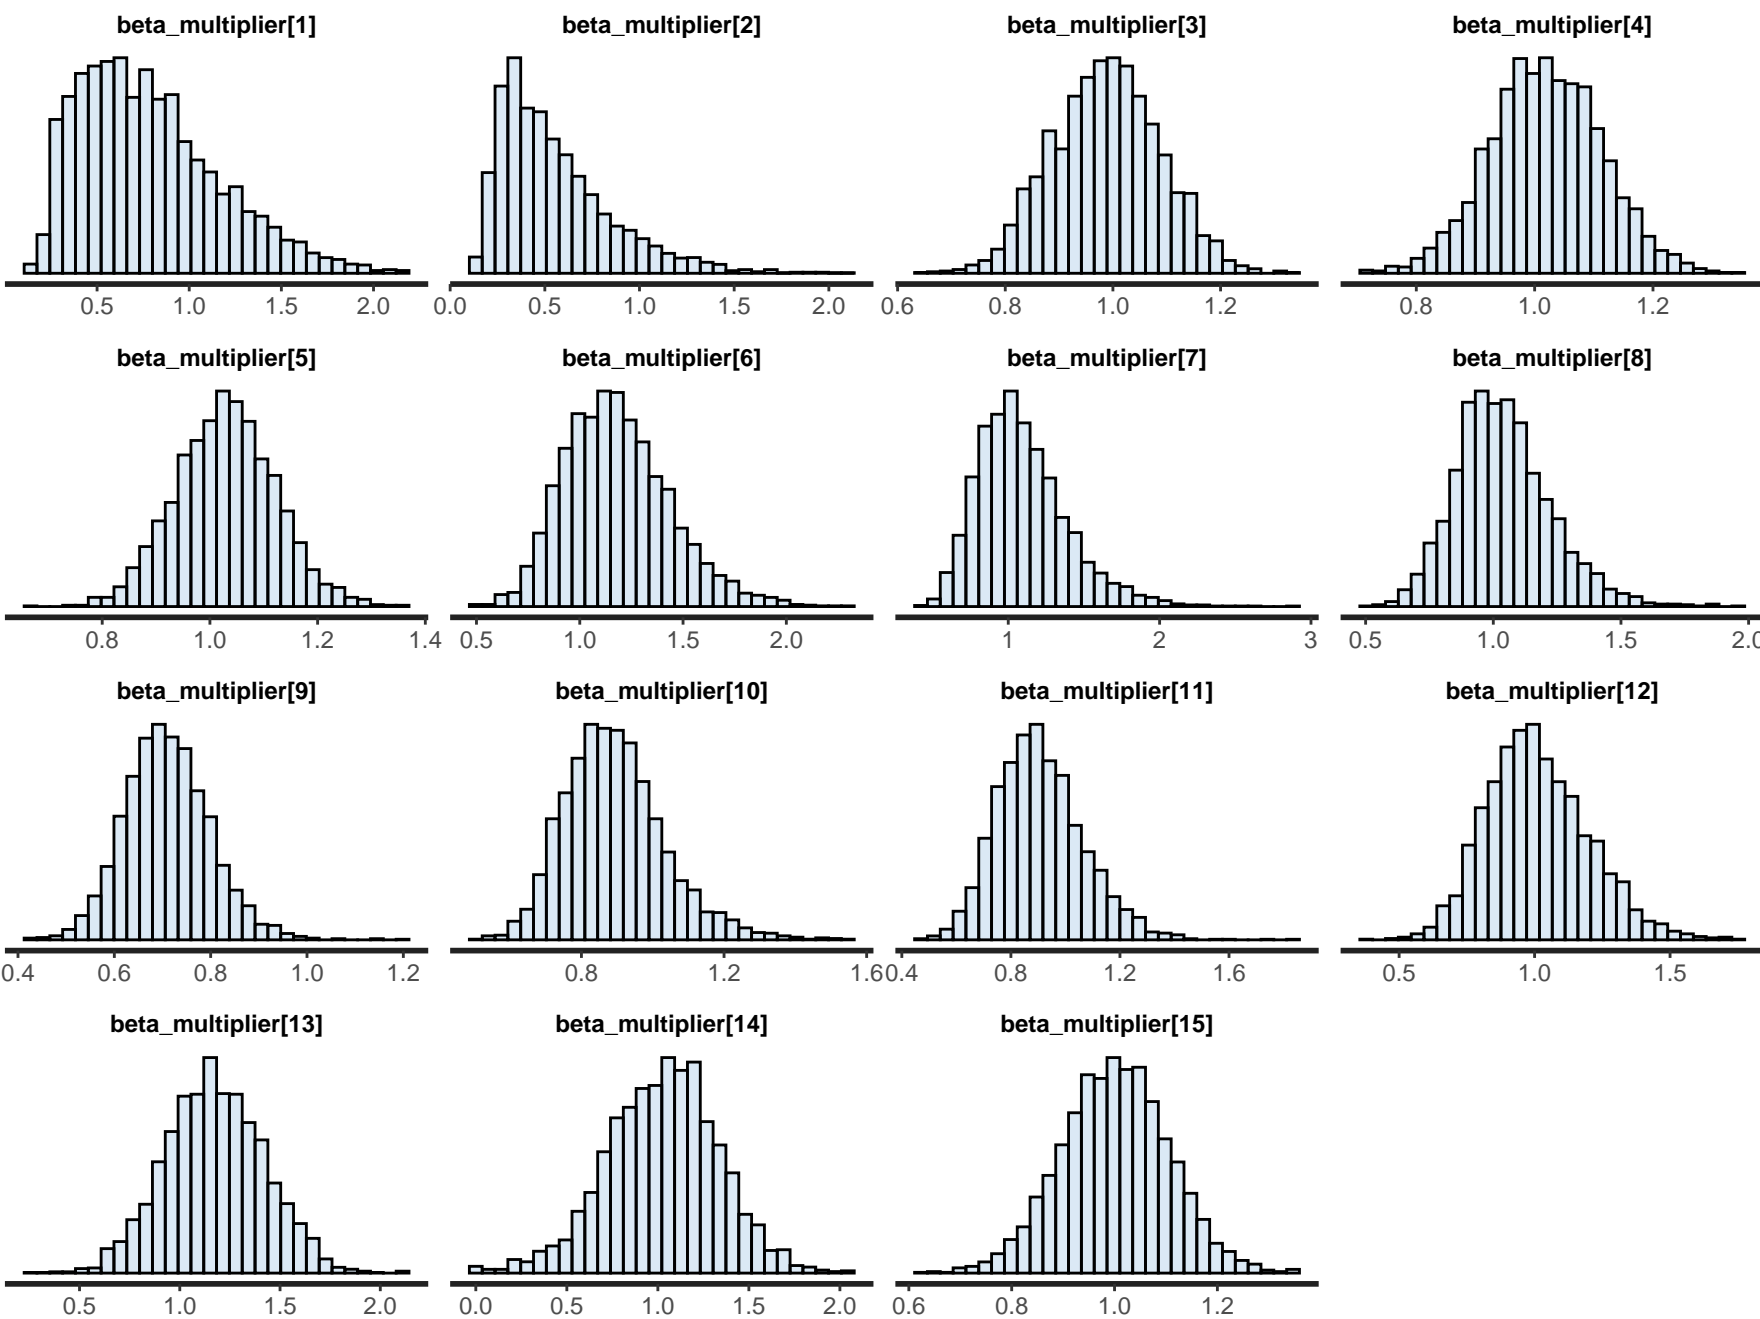 beta_multiplier[1] beta_multiplier[2] beta_multiplier[3] beta_multiplier[4]
0.5 1.0 1.5 2.0 0.0 0.5 1.0 1.5 2.0 0.6 0.8 1.0 1.2 0.8 1.0 1.2
beta_multiplier[5] beta_multiplier[6] beta_multiplier[7] beta_multiplier[8]
0.8 1.0 1.2 1.4 0.5 1.0 1.5 2.0 1 2 3 0.5 1.0 1.5 2.0
beta_multiplier[9] beta_multiplier[10] beta_multiplier[11] beta_multiplier[12]
0.4 0.6 0.8 1.0 1.2 0.8 1.2 1.6 0.4 0.8 1.2 1.6 0.5 1.0 1.5
beta_multiplier[13] beta_multiplier[14] beta_multiplier[15]
0.5 1.0 1.5 2.0 0.0 0.5 1.0 1.5 2.0 0.6 0.8 1.0 1.2